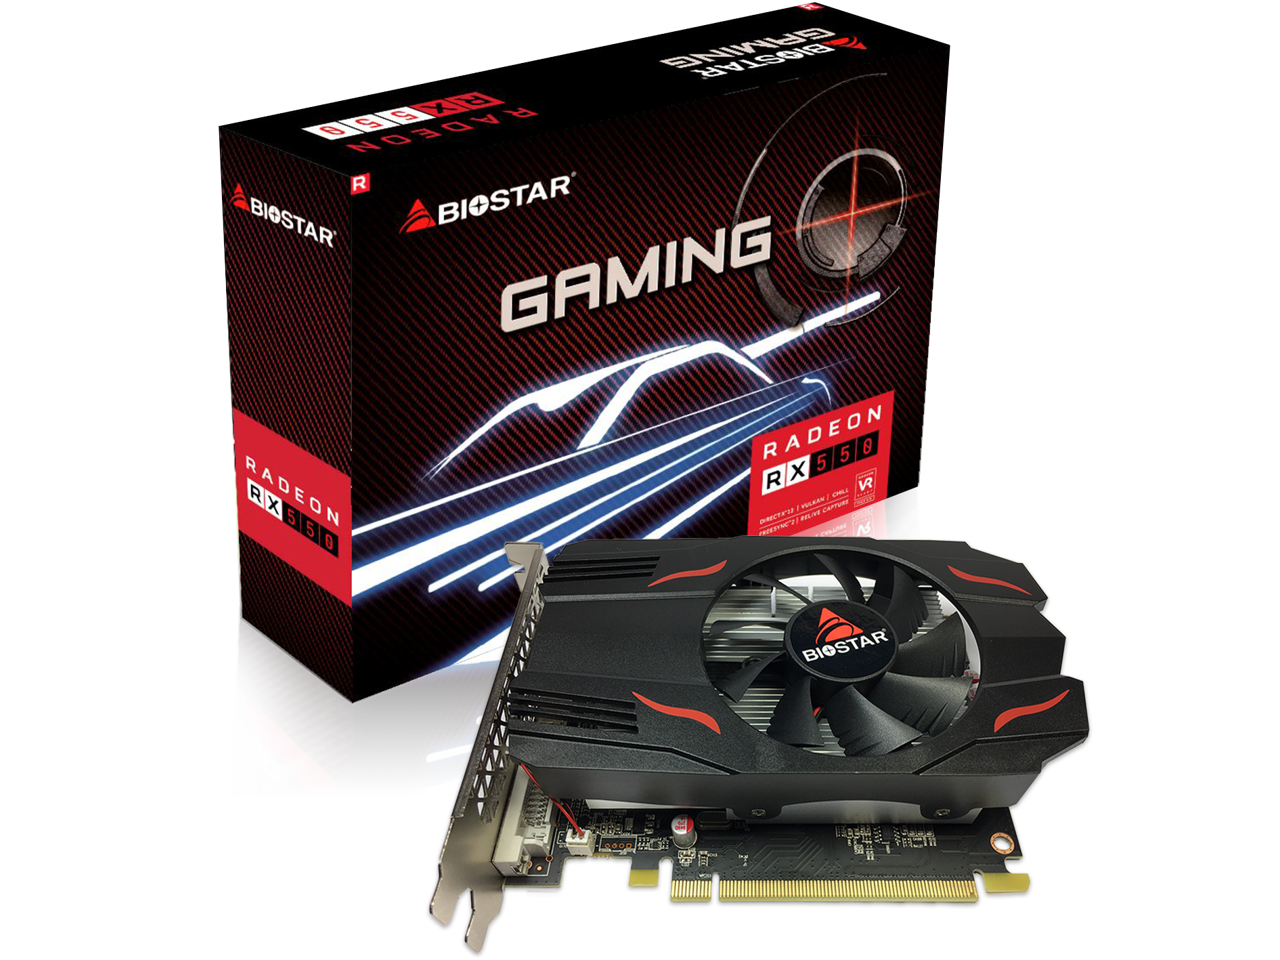 BIOSTAR
GAMING
RADEON
RX 550
R
BIOSTAR®
BIOSTAR®
GAMING
RADEON
RX 550
RADEON
RX 550
DIRECTX®12 | VULKAN | CHILL
FREESYNC™2 | RELIVE CAPTURE
VR
BIOSTAR®